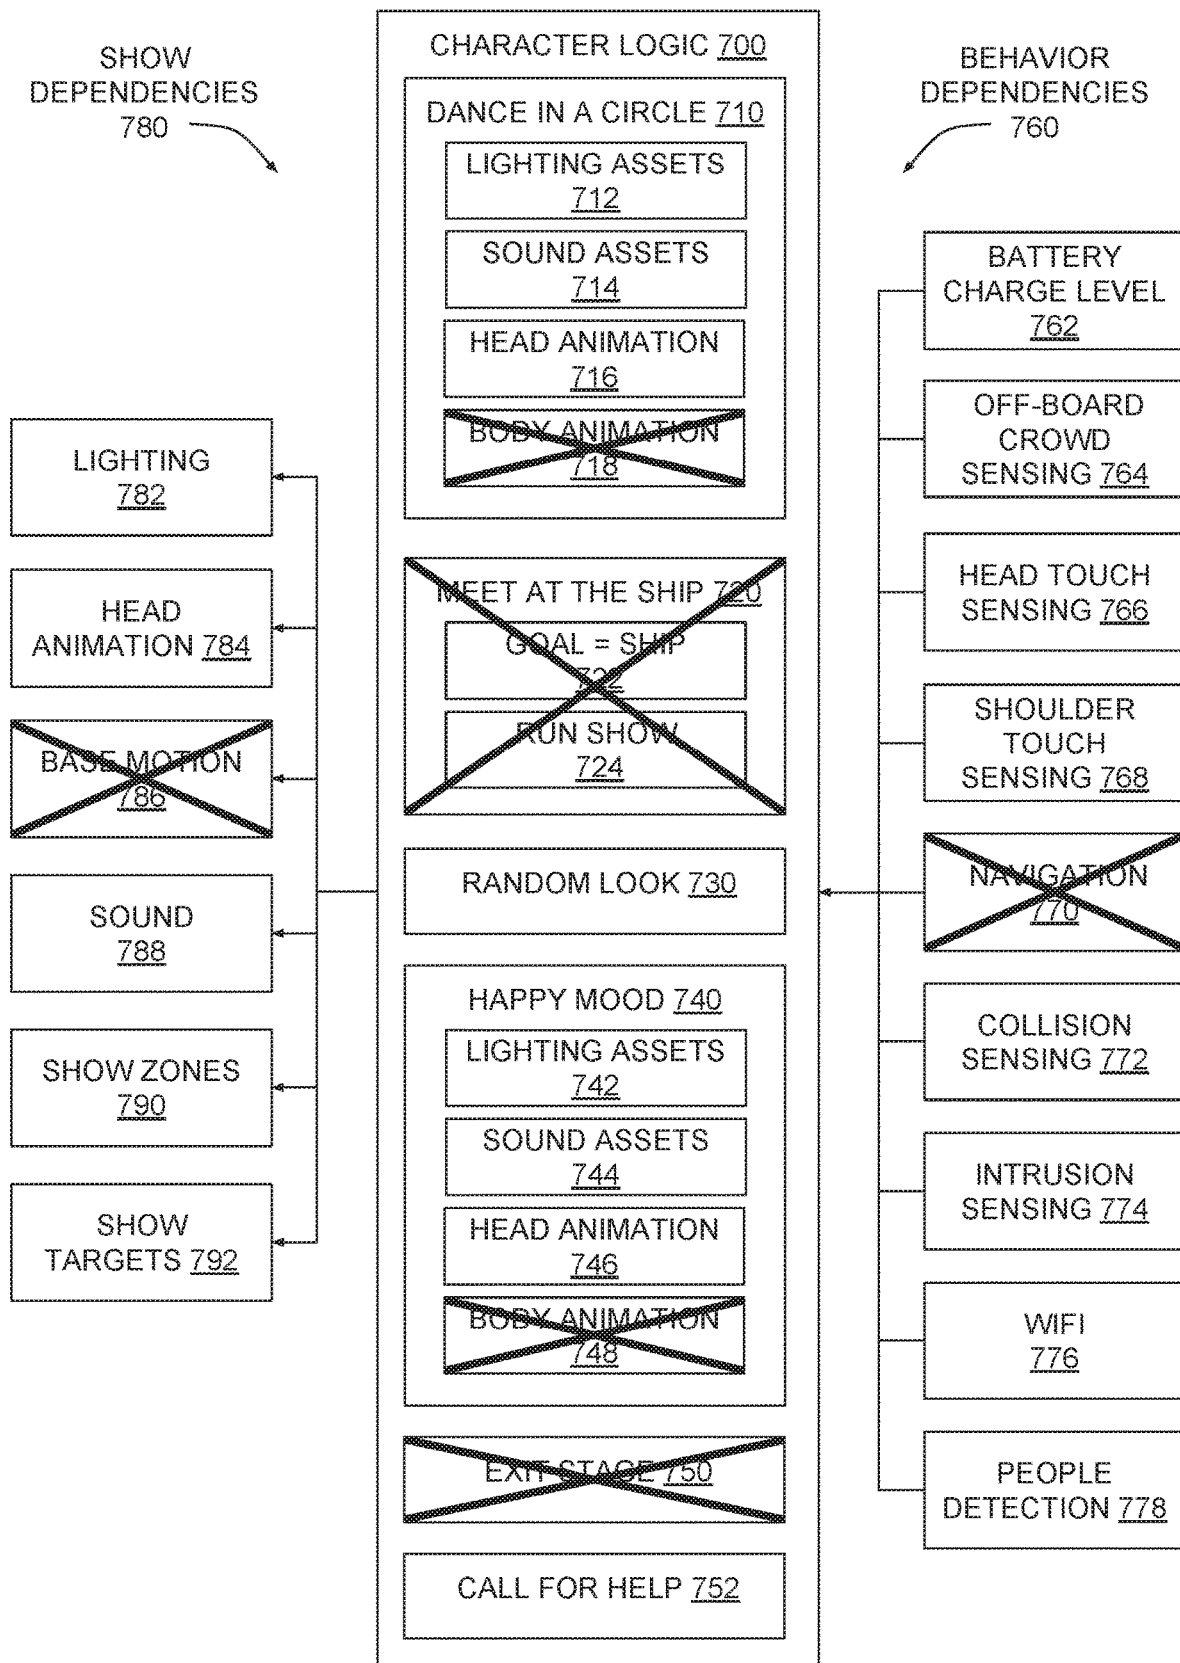 SHOW
DEPENDENCIES
780
LIGHTING
782
HEAD
ANIMATION 784
BASE MOTION
786
SOUND
788
SHOW ZONES
790
SHOW
TARGETS 792
CHARACTER LOGIC 700
DANCE IN A CIRCLE 710
LIGHTING ASSETS
712
SOUND ASSETS
714
HEAD ANIMATION
716
BODY ANIMATION
718
MEET AT THE SHIP 720
GOAL = SHIP
722
RUN SHOW
724
RANDOM LOOK 730
HAPPY MOOD 740
LIGHTING ASSETS
742
SOUND ASSETS
744
HEAD ANIMATION
746
BODY ANIMATION
748
EXIT STAGE 750
CALL FOR HELP 752
BEHAVIOR
DEPENDENCIES
760
BATTERY
CHARGE LEVEL
762
OFF-BOARD
CROWD
SENSING 764
HEAD TOUCH
SENSING 766
SHOULDER
TOUCH
SENSING 768
NAVIGATION
770
COLLISION
SENSING 772
INTRUSION
SENSING 774
WIFI
776
PEOPLE
DETECTION 778